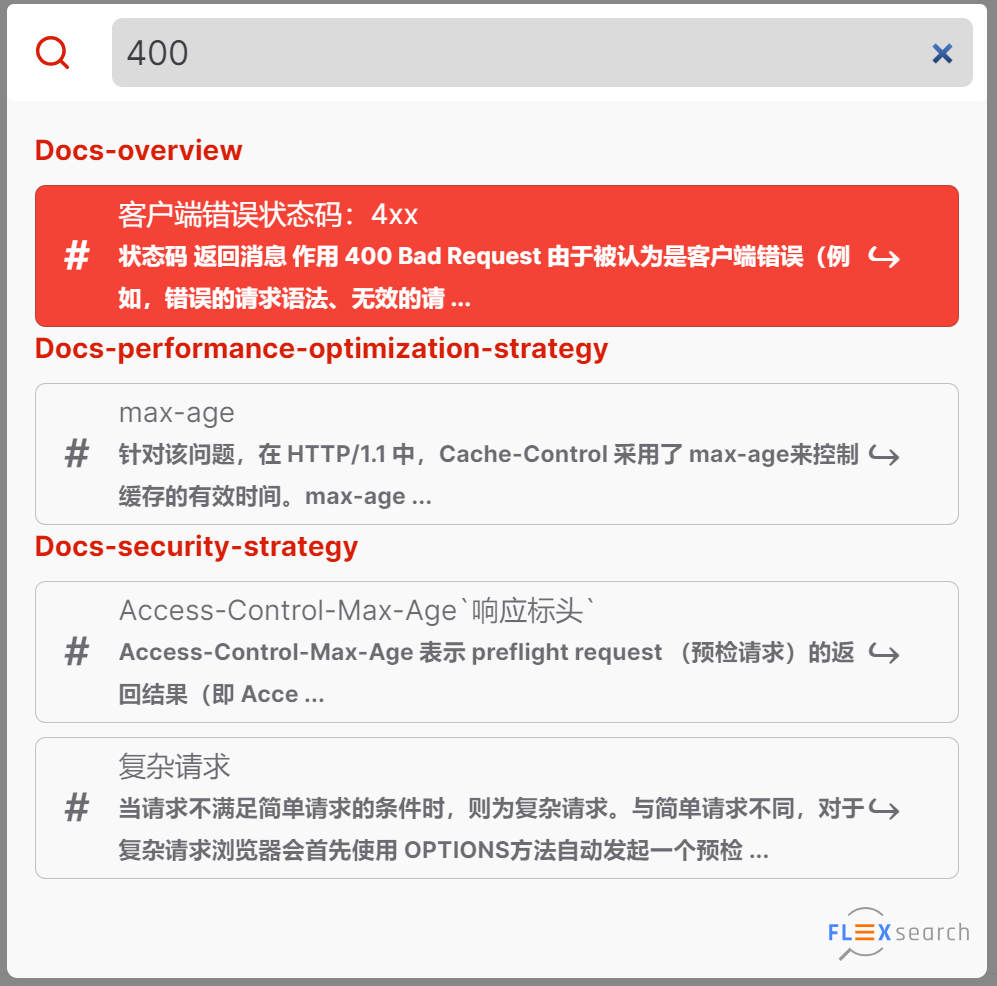 400
Docs-overview
客户端错误状态码：4xx
# 状态码 返回消息 作用 400 Bad Request 由于被认为是客户端错误（例
如，错误的请求语法、无效的请 ...
Docs-performance-optimization-strategy
max-age
# 针对该问题，在 HTTP/1.1 中，Cache-Control 采用了 max-age来控制
缓存的有效时间。max-age ...
Docs-security-strategy
Access-Control-Max-Age`响应标头`
# Access-Control-Max-Age 表示 preflight request （预检请求）的返
回结果（即 Acce ...
复杂请求
# 当请求不满足简单请求的条件时，则为复杂请求。与简单请求不同，对于
复杂请求浏览器会首先使用 OPTIONS方法自动发起一个预检 ...
FLEXsearch